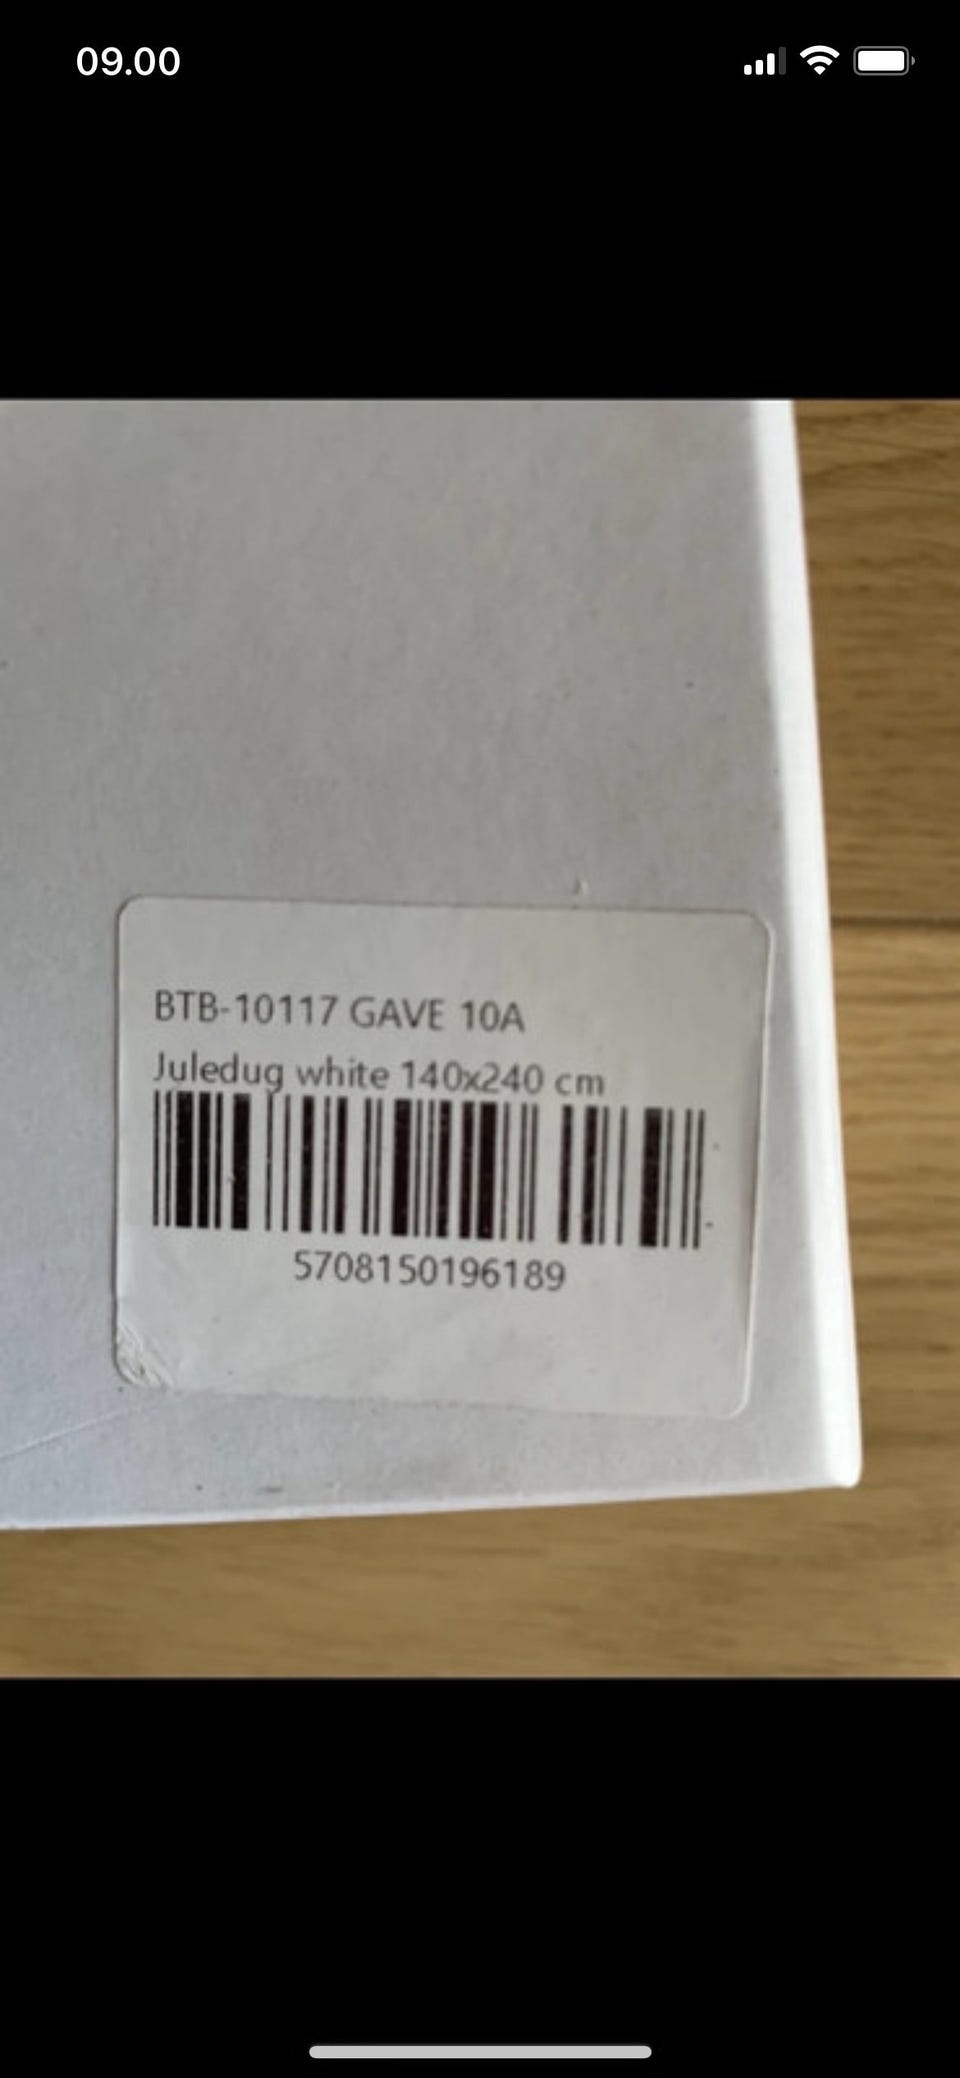 09.00
BTB-10117 GAVE 10A
Juledug white 140x240 cm
5708150196189